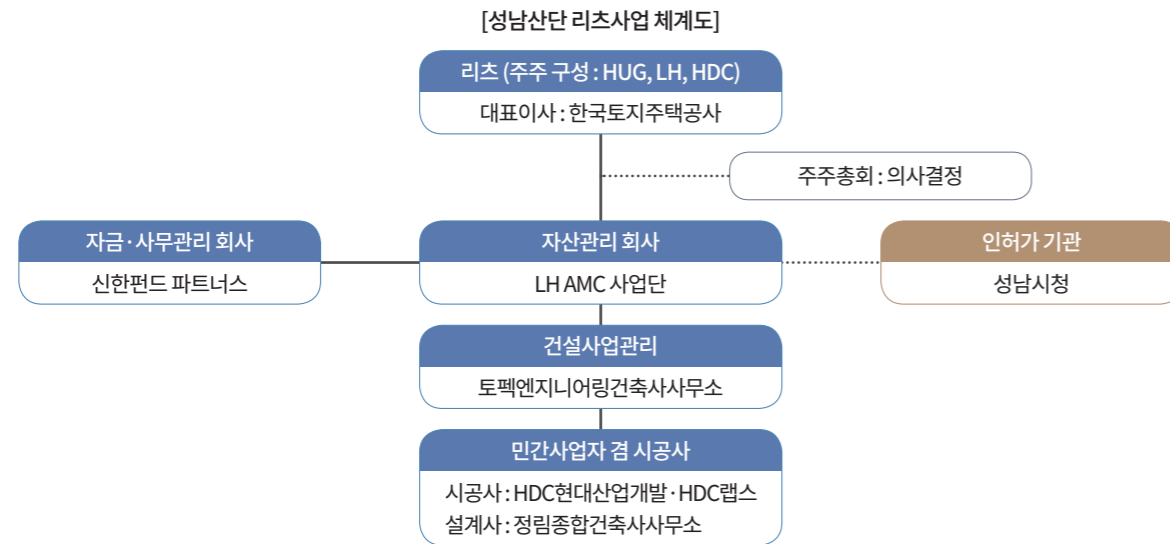 [성남산단 리츠사업 체계도]
리츠 (주주 구성 : HUG, LH, HDC)
대표이사 : 한국토지주택공사
주주총회 : 의사결정
자금·사무관리 회사
신한펀드 파트너스
자산관리 회사
LH AMC 사업단
인허가 기관
성남시청
건설사업관리
토펙엔지니어링건축사사무소
민간사업자 겸 시공사
시공사 : HDC현대산업개발·HDC랩스
설계사 : 정림종합건축사사무소